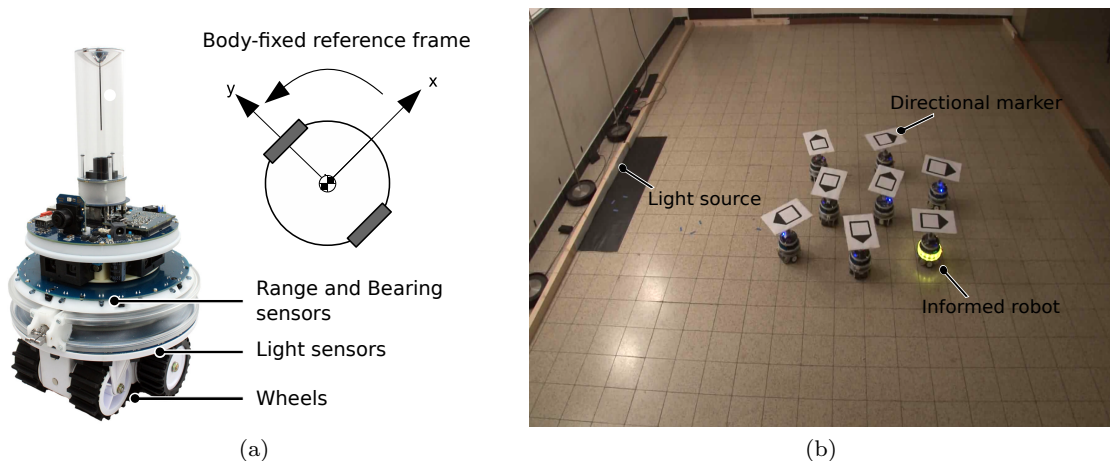 Body-fixed reference frame
y
x
Range and Bearing
sensors
Light sensors
Wheels
(a)
Directional marker
Light source
Informed robot
(b)